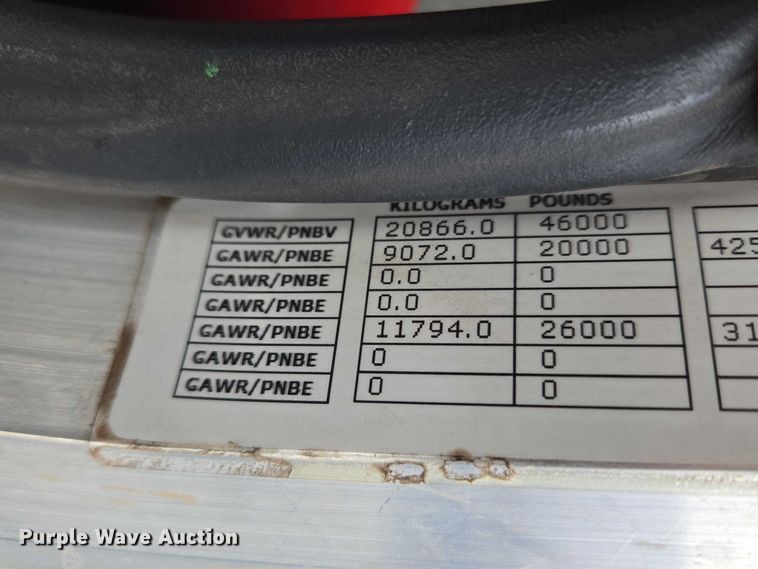 KILOGRAMS POUNDS
GVWR/PNBV 20866.0 46000
GAWR/PNBE 9072.0 20000 425
GAWR/PNBE 0.0 0
GAWR/PNBE 0.0 0
GAWR/PNBE 11794.0 26000 31
GAWR/PNBE 0 0
GAWR/PNBE 0 0
Purple Wave Auction